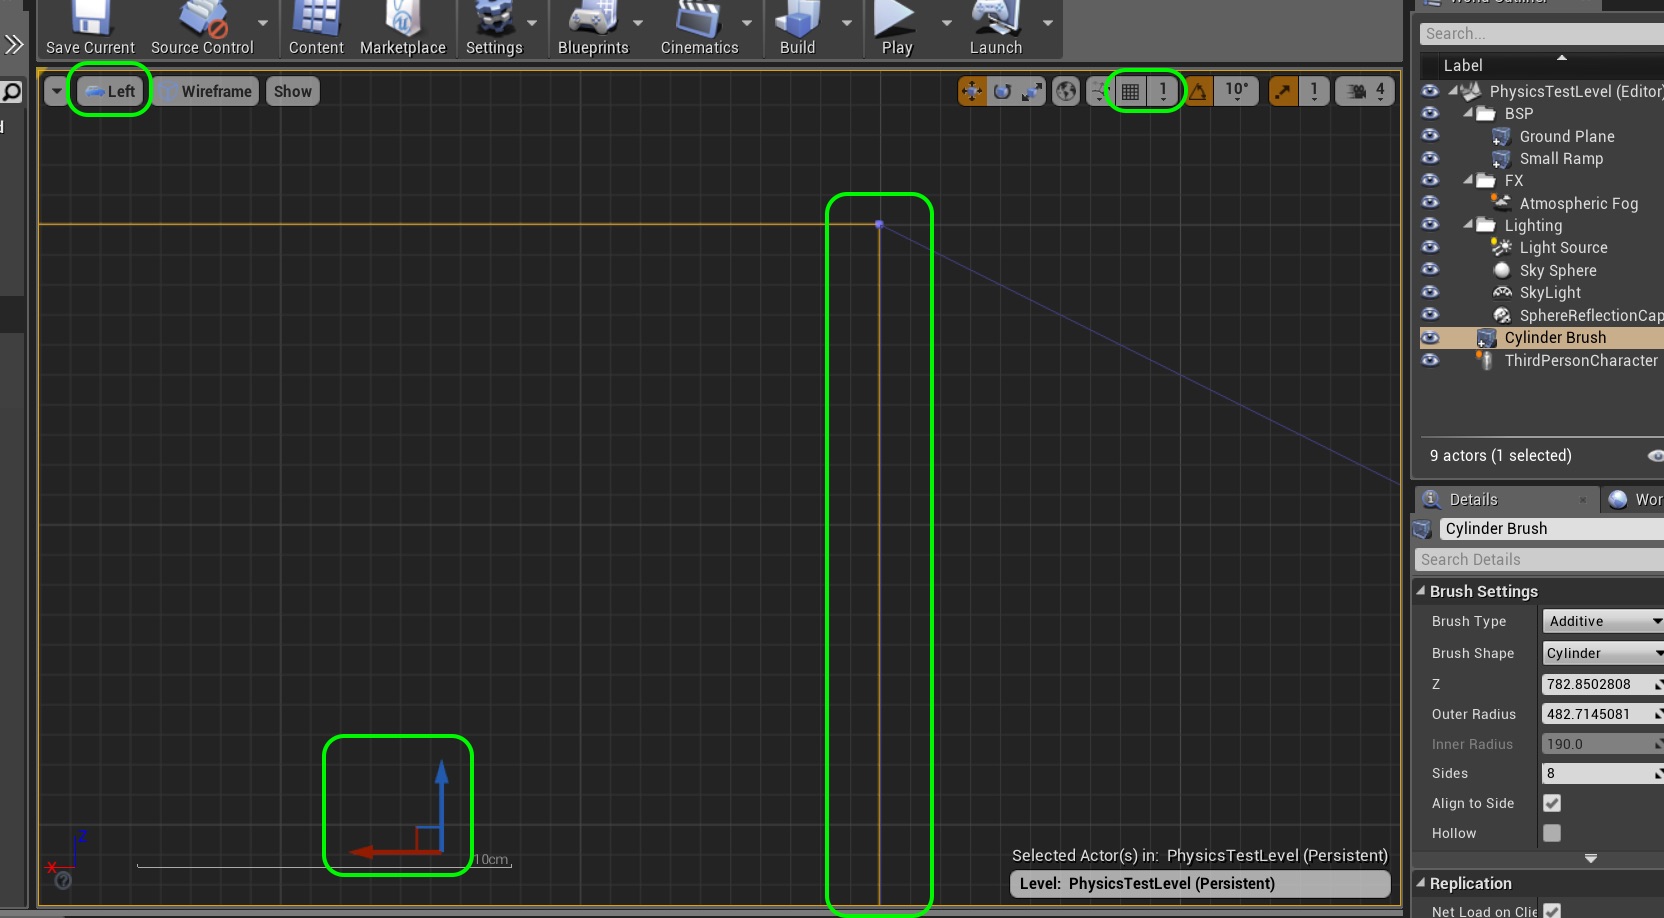 World Outliner
Save Current
Source Control
Content
Marketplace
Settings
Blueprints
Cinematics
Build
Play
Launch
Search...
Label
Left
Wireframe
Show
1
10°
1
4
PhysicsTestLevel (Editor)
BSP
Ground Plane
Small Ramp
FX
Atmospheric Fog
Lighting
Light Source
Sky Sphere
SkyLight
SphereReflectionCap
Cylinder Brush
ThirdPersonCharacter
9 actors (1 selected)
Details
Wor
Cylinder Brush
Search Details
Brush Settings
Brush Type
Additive
Brush Shape
Cylinder
Z
782.8502808
Outer Radius
482.7145081
Inner Radius
190.0
Sides
8
Align to Side
Hollow
Replication
Net Load on Clie
Z
X
10cm
Selected Actor(s) in: PhysicsTestLevel (Persistent)
Level: PhysicsTestLevel (Persistent)